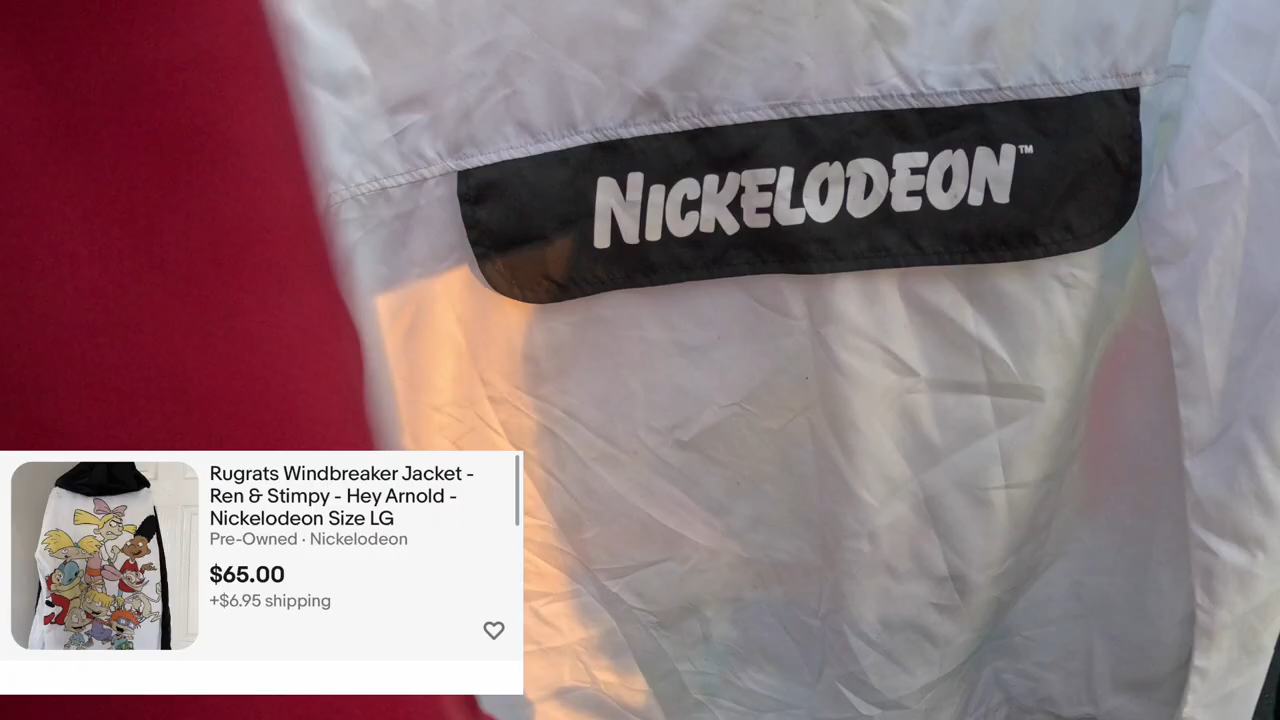 NICKELODEON™
Rugrats Windbreaker Jacket -
Ren & Stimpy - Hey Arnold -
Nickelodeon Size LG
Pre-Owned · Nickelodeon
$65.00
+$6.95 shipping